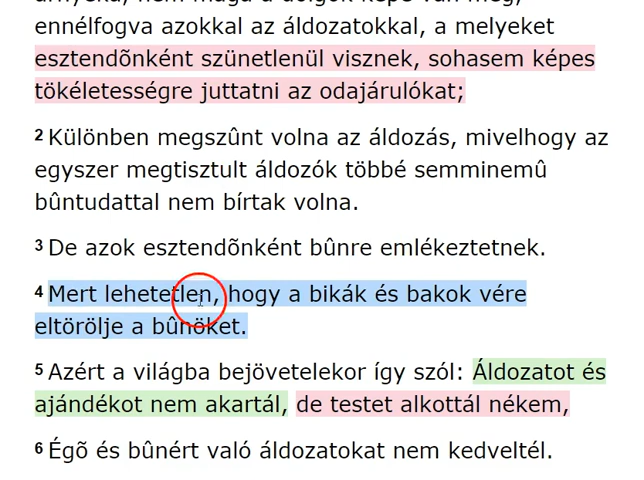 ennélfogva azokkal az áldozatokkal, a melyeket
esztendõnként szünetlenül visznek, sohasem képes
tökéletességre juttatni az odajárulókat;
2 Különben megszûnt volna az áldozás, mivelhogy az
egyszer megtisztult áldozók többé semminemû
bûntudattal nem bírtak volna.
3 De azok esztendõnként bûnre emlékeztetnek.
4 Mert lehetetlen, hogy a bikák és bakok vére
eltörölje a bûnöket.
5 Azért a világba bejövetelekor így szól: Áldozatot és
ajándékot nem akartál, de testet alkottál nékem,
6 Égõ és bûnért való áldozatokat nem kedveltél.